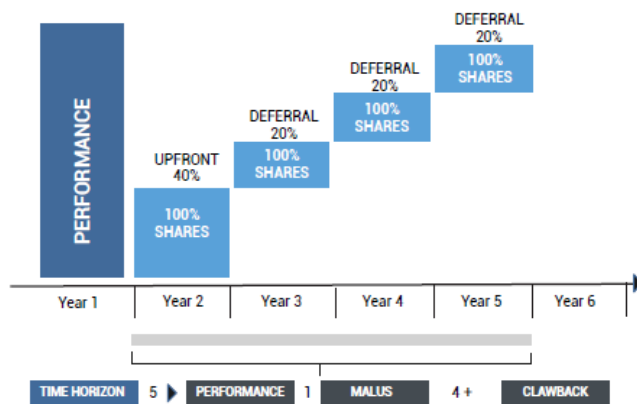 DEFERRAL
20%
100%
SHARES
DEFERRAL
20%
100%
SHARES
DEFERRAL
20%
100%
SHARES
UPFRONT
40%
100%
SHARES
PERFORMANCE
Year 1 Year 2 Year 3 Year 4 Year 5 Year 6
TIME HORIZON 5 PERFORMANCE 1 MALUS 4 + CLAWBACK